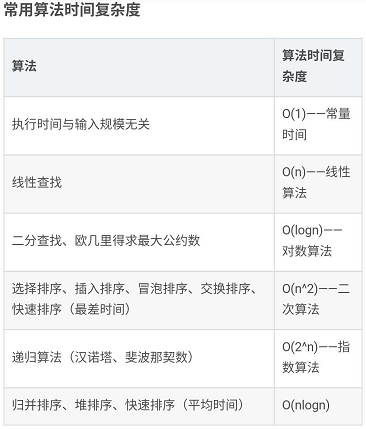 常用算法时间复杂度
算法
算法时间复
杂度
执行时间与输入规模无关
O(1)——常量
时间
线性查找
O(n)——线性
算法
二分查找、欧几里得求最大公约数
O(logn)——
对数算法
选择排序、插入排序、冒泡排序、交换排序、
快速排序（最差时间）
O(n^2)——二
次算法
递归算法（汉诺塔、斐波那契数）
O(2^n)——指
数算法
归并排序、堆排序、快速排序（平均时间）
O(nlogn)